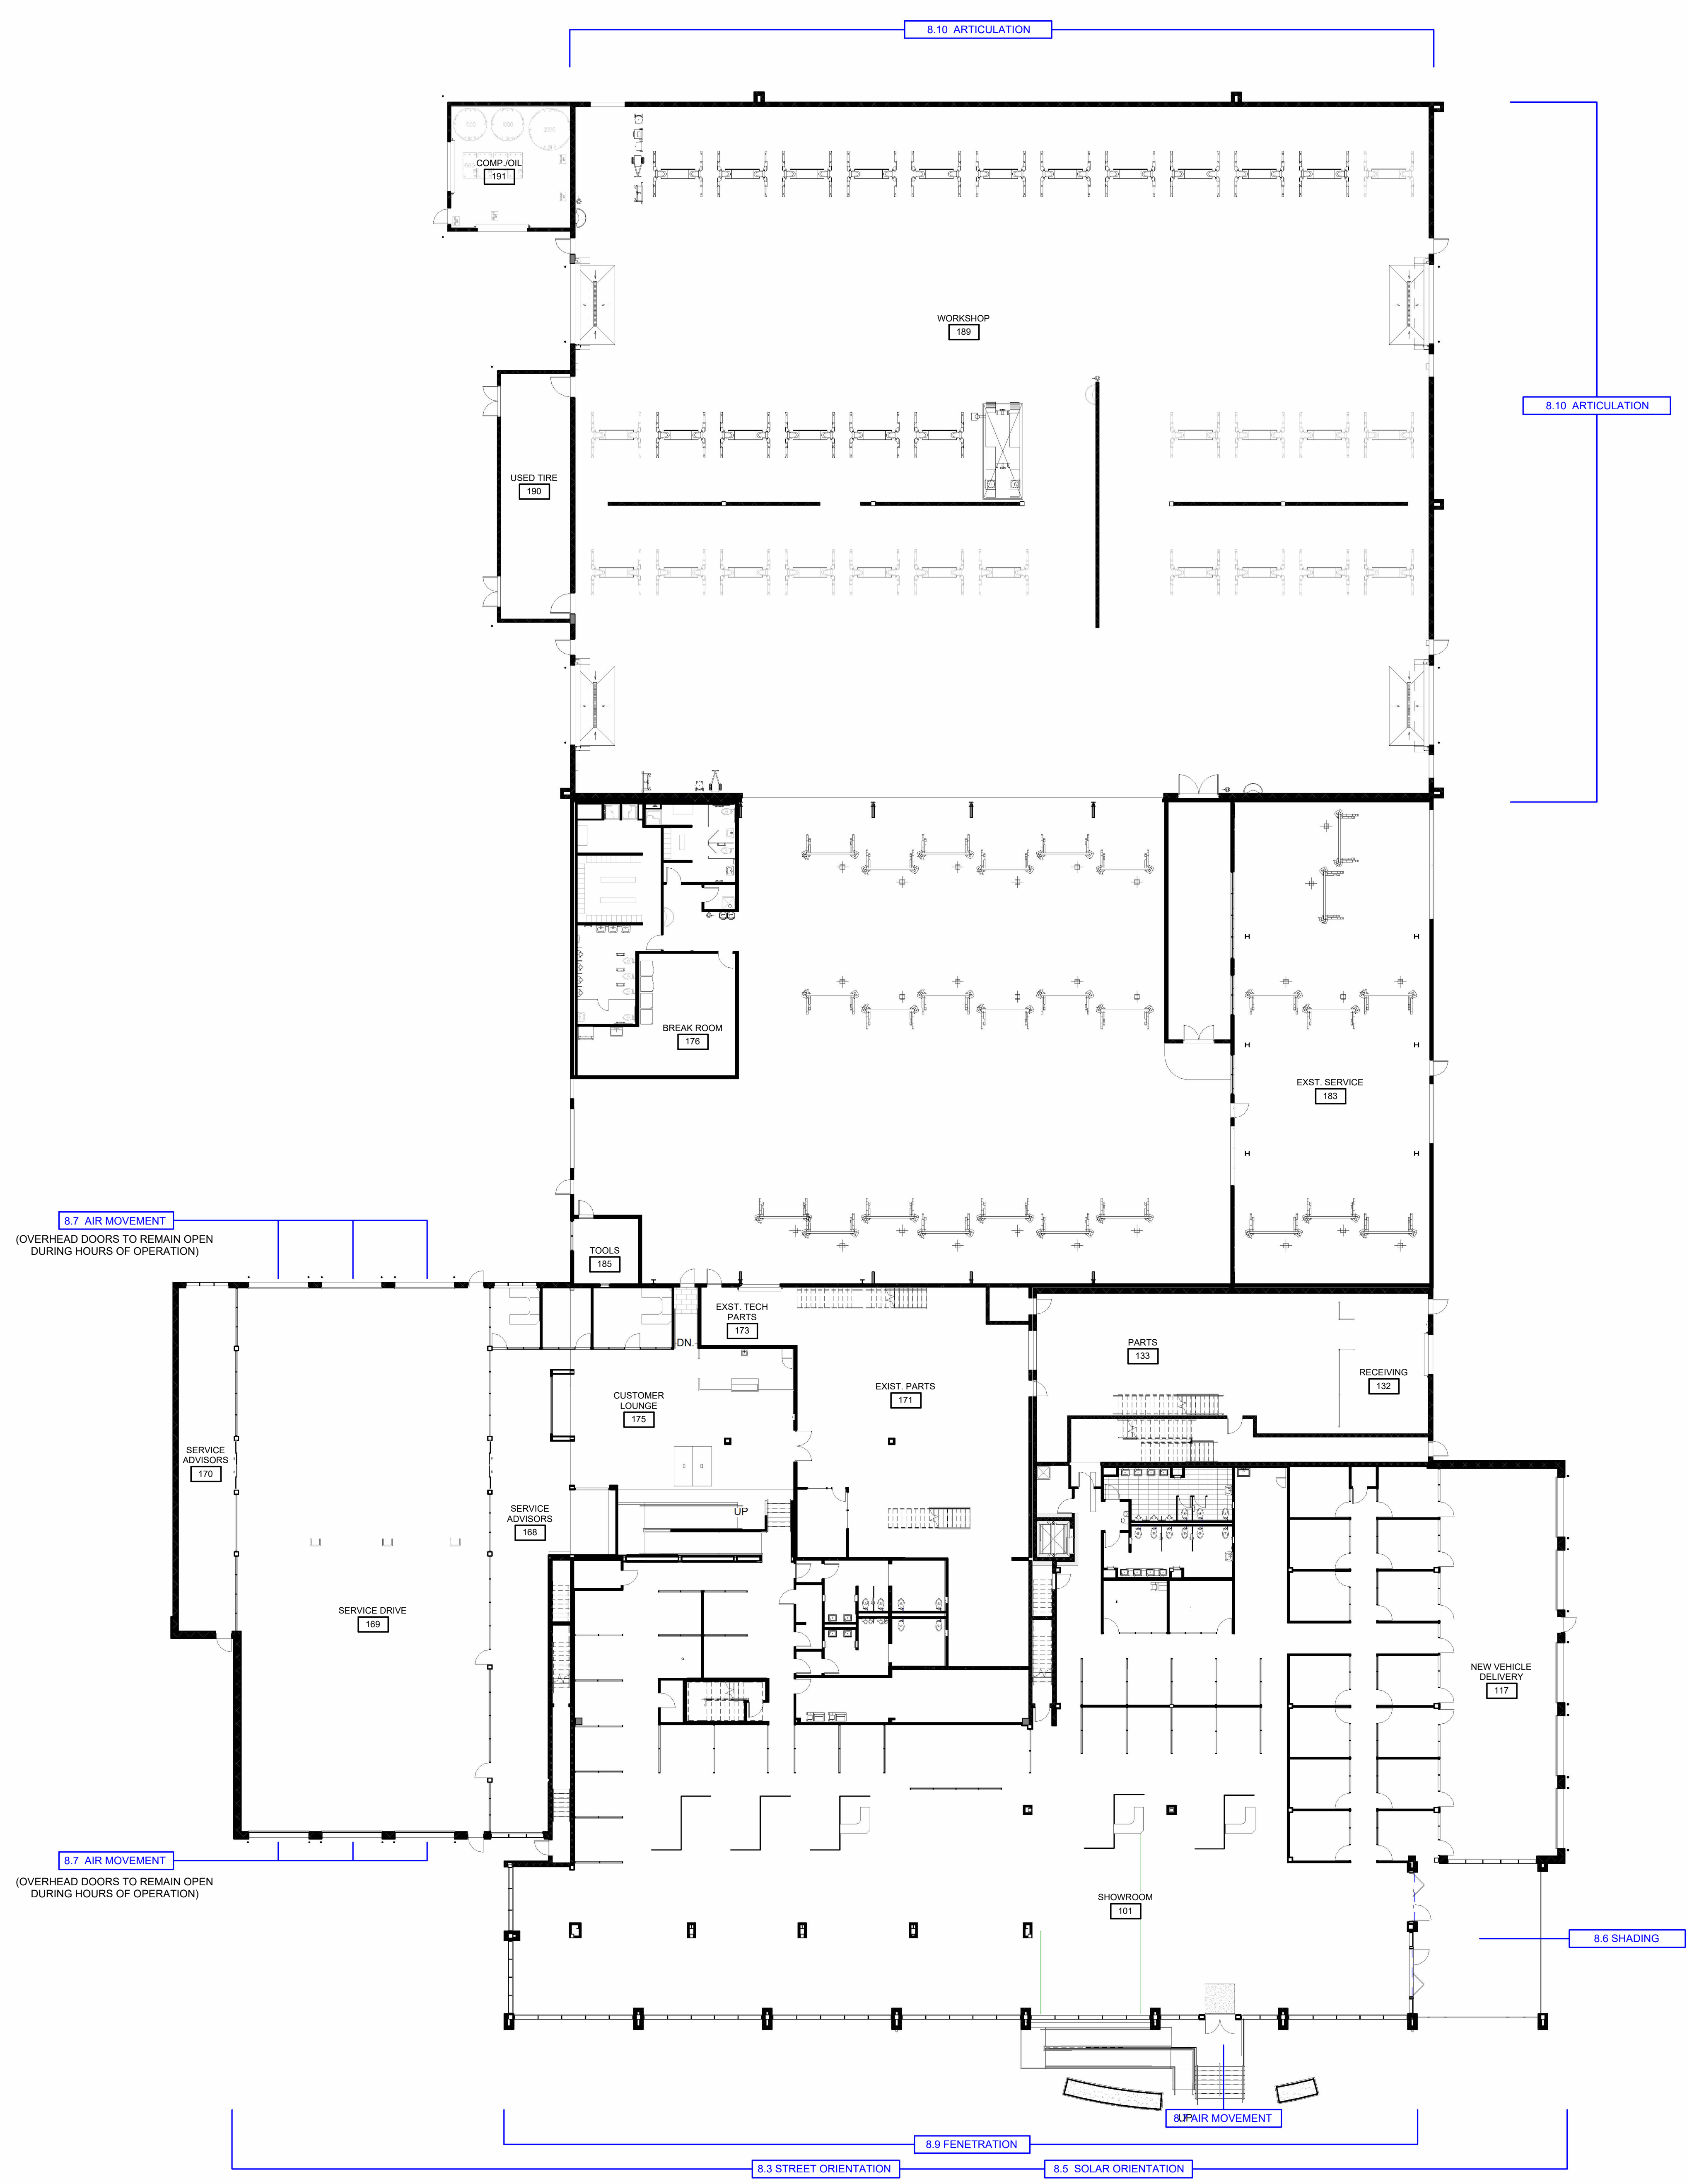 8.10 ARTICULATION
COMP./OIL
191
WORKSHOP
189
8.10 ARTICULATION
USED TIRE
190
BREAK ROOM
176
EXST. SERVICE
183
8.7 AIR MOVEMENT
(OVERHEAD DOORS TO REMAIN OPEN
DURING HOURS OF OPERATION)
TOOLS
185
EXST. TECH
PARTS
173
DN.
PARTS
133
RECEIVING
132
EXIST. PARTS
171
CUSTOMER
LOUNGE
175
SERVICE
ADVISORS
170
SERVICE
ADVISORS
168
UP
SERVICE DRIVE
169
NEW VEHICLE
DELIVERY
117
8.7 AIR MOVEMENT
(OVERHEAD DOORS TO REMAIN OPEN
DURING HOURS OF OPERATION)
SHOWROOM
101
8.6 SHADING
UP
8.7 AIR MOVEMENT
8.9 FENETRATION
8.3 STREET ORIENTATION
8.5 SOLAR ORIENTATION